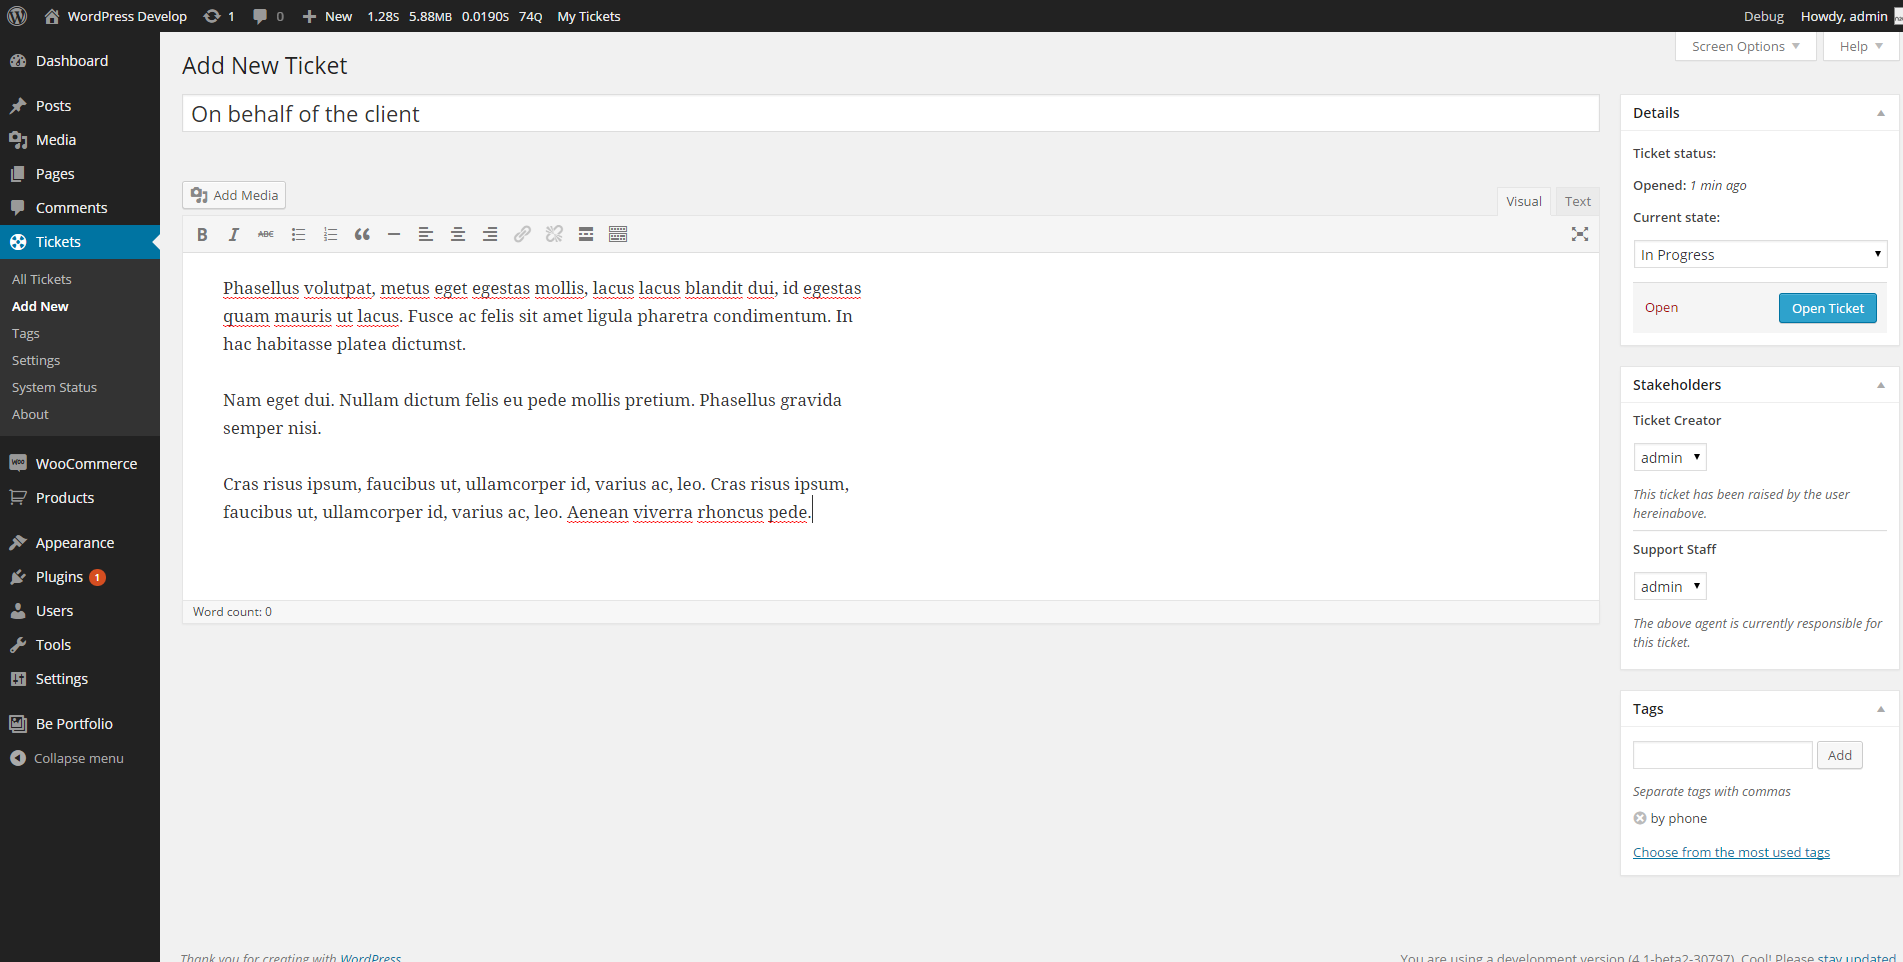 WordPress Develop 1 0 New 1.28S 5.88MB 0.0190S 74Q My Tickets Debug Howdy, admin
Dashboard
Posts
Media
Pages
Comments
Tickets
All Tickets
Add New
Tags
Settings
System Status
About
WooCommerce
Products
Appearance
Plugins 1
Users
Tools
Settings
Be Portfolio
Collapse menu
Screen Options Help
Add New Ticket
On behalf of the client
Add Media
Visual Text
B I ABC
Phasellus volutpat, metus eget egestas mollis, lacus lacus blandit dui, id egestas
quam mauris ut lacus. Fusce ac felis sit amet ligula pharetra condimentum. In
hac habitasse platea dictumst.
Nam eget dui. Nullam dictum felis eu pede mollis pretium. Phasellus gravida
semper nisi.
Cras risus ipsum, faucibus ut, ullamcorper id, varius ac, leo. Cras risus ipsum,
faucibus ut, ullamcorper id, varius ac, leo. Aenean viverra rhoncus pede.
Word count: 0
Details
Ticket status:
Opened: 1 min ago
Current state:
In Progress
Open Open Ticket
Stakeholders
Ticket Creator
admin
This ticket has been raised by the user
hereinabove.
Support Staff
admin
The above agent is currently responsible for
this ticket.
Tags
Add
Separate tags with commas
by phone
Choose from the most used tags
Thank you for creating with WordPress
You are using a development version (4.1-beta2-30797). Cool! Please stay updated